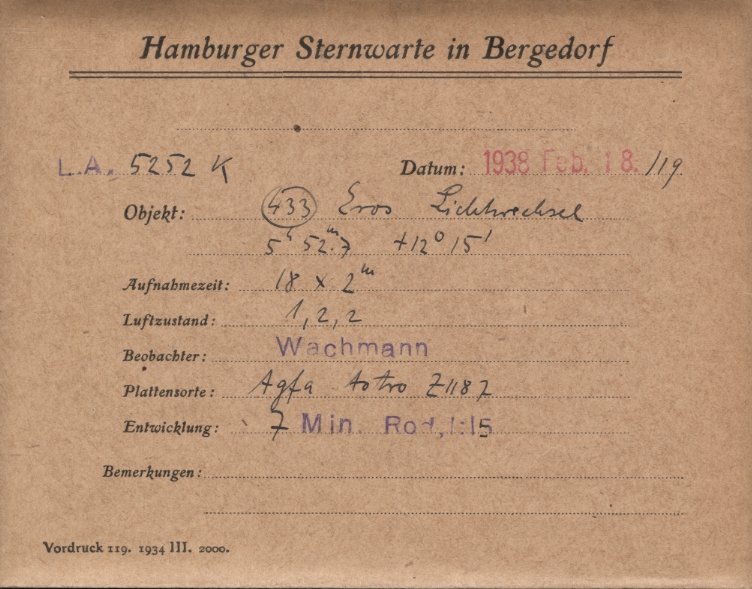 Hamburger Sternwarte in Bergedorf
L.A. 5252 K Datum: 1938 Feb. 18. /19
Objekt: (433) Eros Lichtwechsel
5h 52m.7 +12° 15'
Aufnahmezeit: 18 x 2m
Luftzustand: 1, 2, 2
Beobachter: Wachmann
Plattensorte: Agfa Astro Z1187
Entwicklung: 7 Min. Rod, 1:15
Bemerkungen:
Vordruck 119. 1934 III. 2000.